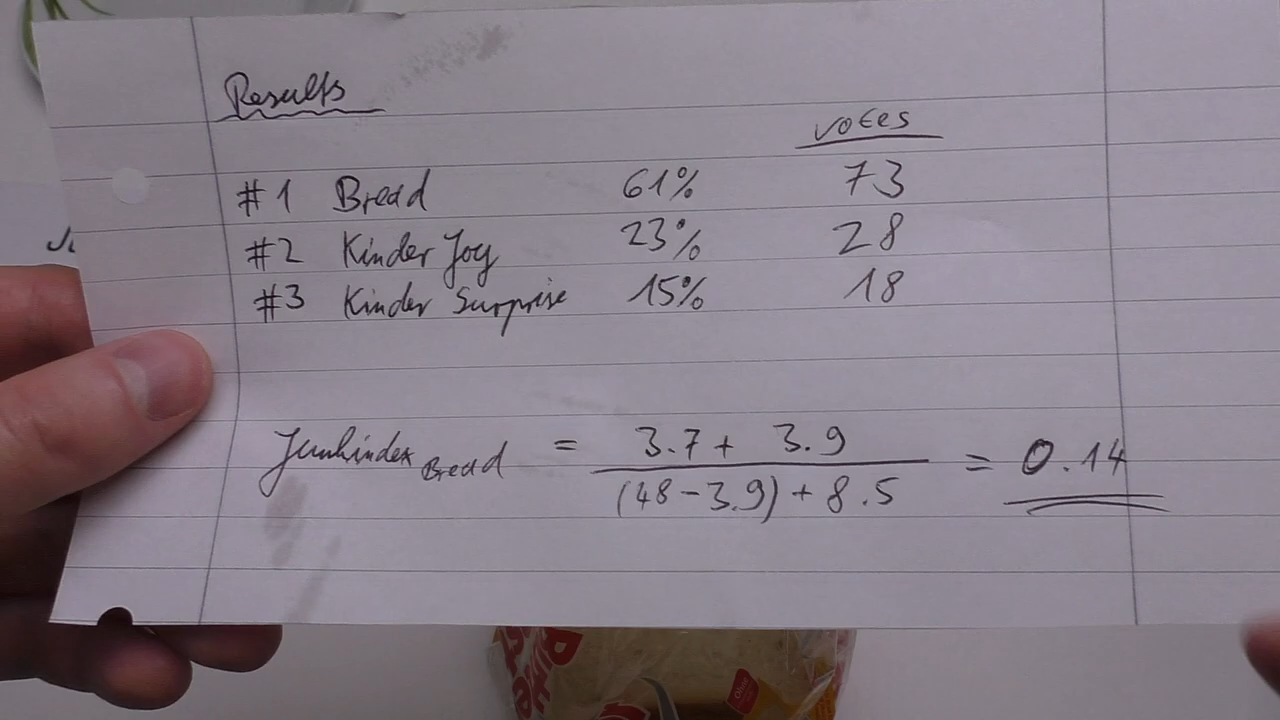 Results
votes
#1 Bread 61% 73
#2 Kinder Joy 23% 28
#3 Kinder Surprise 15% 18
Junkindex Bread = 3.7 + 3.9 / (48 - 3.9) + 8.5 = 0.14